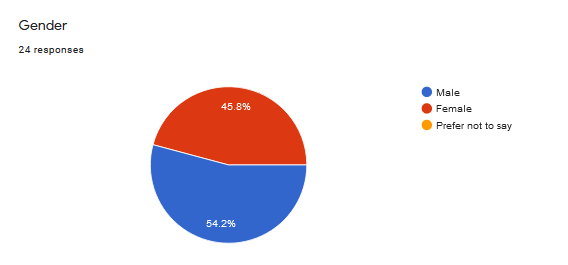 Gender
24 responses
45.8%
54.2%
Male
Female
Prefer not to say